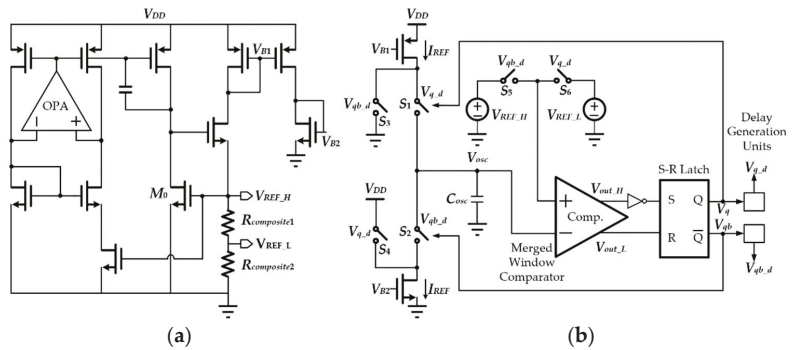 VDD
VB1
OPA
VB2
M0
VREF_H
Rcomposite1
VREF_L
Rcomposite2
(a)
VDD
VB1
IREF
Vqb_d
S3
S1
Vq_d
Vqb_d
S5
Vq_d
S6
VREF_H
VREF_L
Vosc
Cosc
VDD
Vq_d
S4
S2
Vqb_d
VB2
IREF
+
−
Comp.
Merged
Window
Comparator
Vout_H
Vout_L
S-R Latch
S
Q
R
Q
Vq
Vqb
Delay
Generation
Units
Vq_d
Vqb_d
(b)